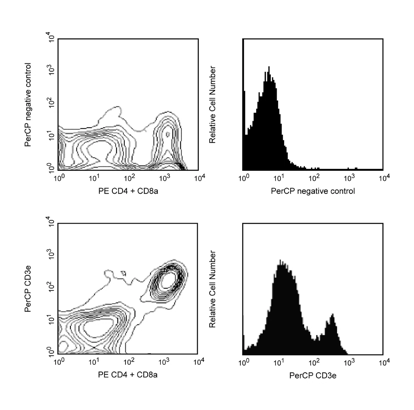 PerCP negative control
10⁴
10³
10²
10¹
10⁰
10⁰ 10¹ 10² 10³ 10⁴
PE CD4 + CD8a
Relative Cell Number
10⁰ 10¹ 10² 10³ 10⁴
PerCP negative control
PerCP CD3e
10⁴
10³
10²
10¹
10⁰
10⁰ 10¹ 10² 10³ 10⁴
PE CD4 + CD8a
Relative Cell Number
10⁰ 10¹ 10² 10³ 10⁴
PerCP CD3e